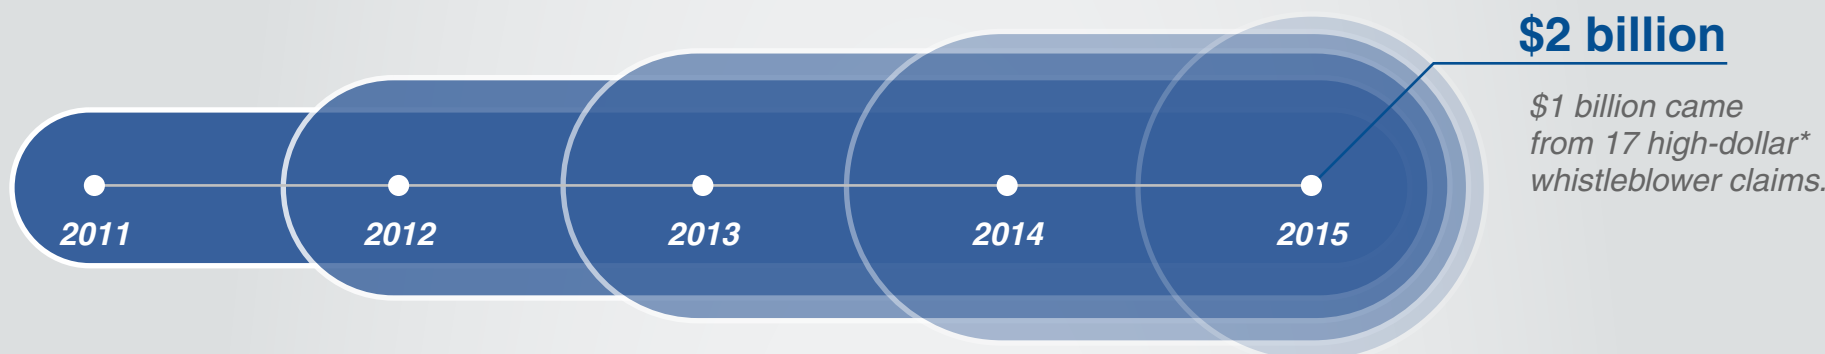 $2 billion
$1 billion came
from 17 high-dollar*
whistleblower claims.
2011
2012
2013
2014
2015